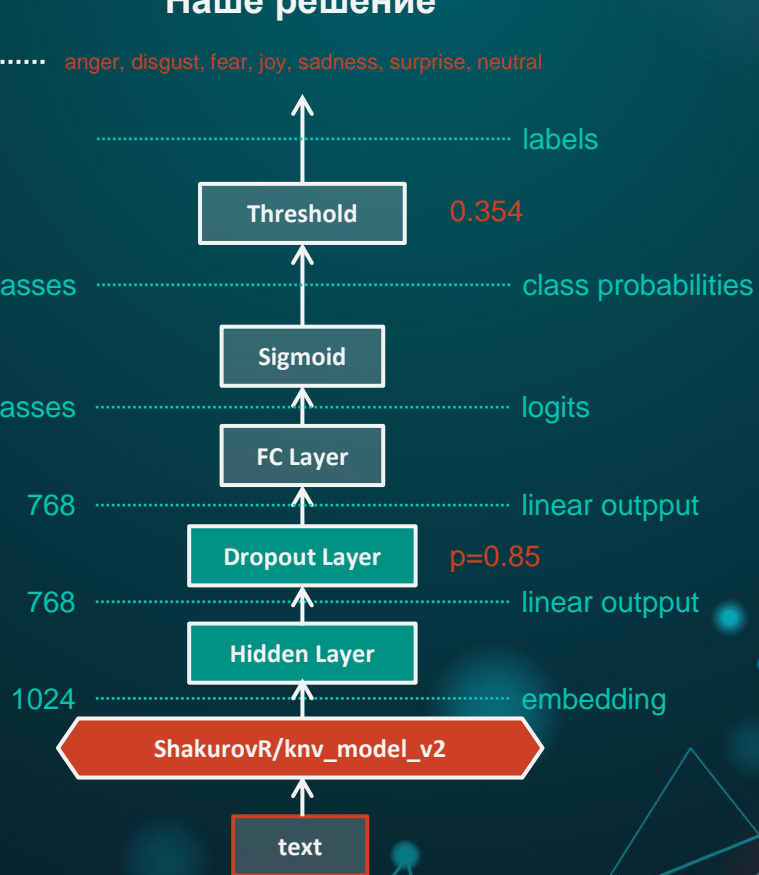 Наше решение
...... anger, disgust, fear, joy, sadness, surprise, neutral
labels
Threshold 0.354
asses class probabilities
Sigmoid
asses logits
FC Layer
768 linear outpput
Dropout Layer p=0.85
768 linear outpput
Hidden Layer
1024 embedding
ShakurovR/knv_model_v2
text